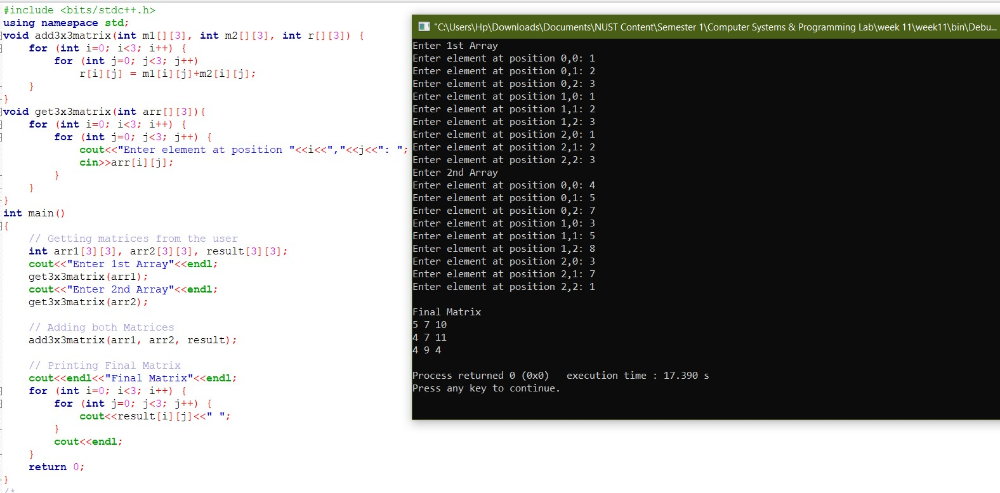 #include <bits/stdc++.h>
using namespace std;
void add3x3matrix(int m1[][3], int m2[][3], int r[][3]) {
    for (int i=0; i<3; i++) {
        for (int j=0; j<3; j++)
            r[i][j] = m1[i][j]+m2[i][j];
    }
}
void get3x3matrix(int arr[][3]){
    for (int i=0; i<3; i++) {
        for (int j=0; j<3; j++) {
            cout<<"Enter element at position "<<i<<","<<j<<": ";
            cin>>arr[i][j];
        }
    }
}
int main()
{
    // Getting matrices from the user
    int arr1[3][3], arr2[3][3], result[3][3];
    cout<<"Enter 1st Array"<<endl;
    get3x3matrix(arr1);
    cout<<"Enter 2nd Array"<<endl;
    get3x3matrix(arr2);

    // Adding both Matrices
    add3x3matrix(arr1, arr2, result);

    // Printing Final Matrix
    cout<<endl<<"Final Matrix"<<endl;
    for (int i=0; i<3; i++) {
        for (int j=0; j<3; j++) {
            cout<<result[i][j]<<" ";
        }
        cout<<endl;
    }
    return 0;
}
/*
"C:\Users\Hp\Downloads\Documents\NUST Content\Semester 1\Computer Systems & Programming Lab\week 11\week11\bin\Debu...
Enter 1st Array
Enter element at position 0,0: 1
Enter element at position 0,1: 2
Enter element at position 0,2: 3
Enter element at position 1,0: 1
Enter element at position 1,1: 2
Enter element at position 1,2: 3
Enter element at position 2,0: 1
Enter element at position 2,1: 2
Enter element at position 2,2: 3
Enter 2nd Array
Enter element at position 0,0: 4
Enter element at position 0,1: 5
Enter element at position 0,2: 7
Enter element at position 1,0: 3
Enter element at position 1,1: 5
Enter element at position 1,2: 8
Enter element at position 2,0: 3
Enter element at position 2,1: 7
Enter element at position 2,2: 1

Final Matrix
5 7 10
4 7 11
4 9 4

Process returned 0 (0x0)   execution time : 17.390 s
Press any key to continue.